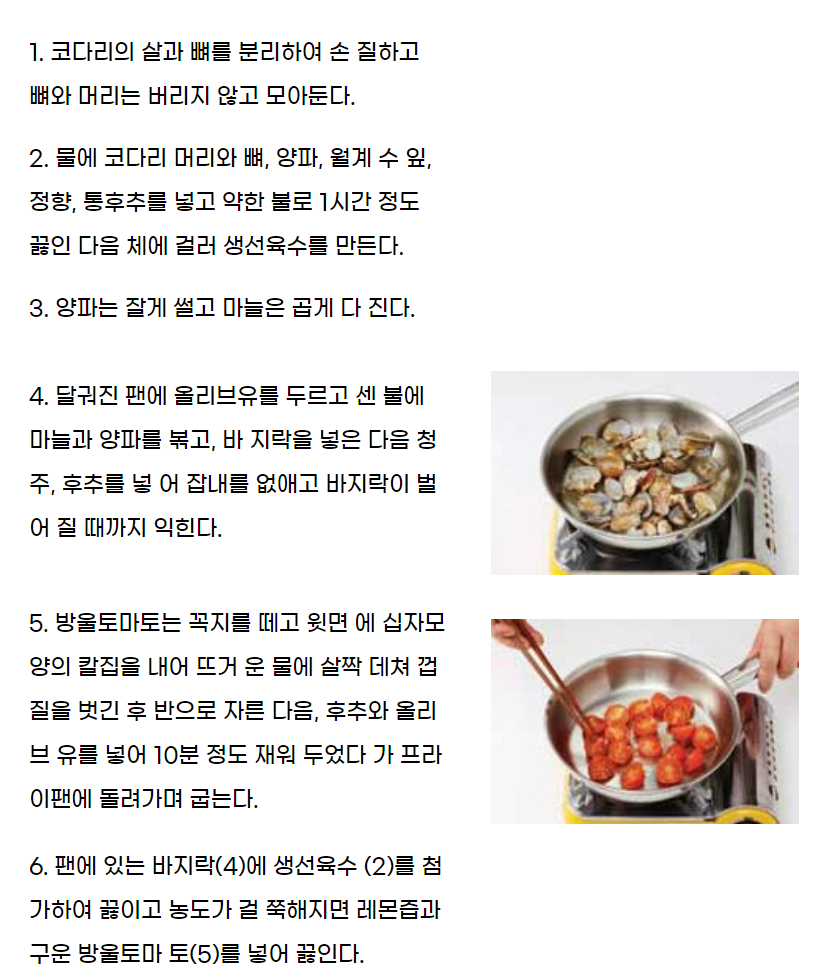 1. 코다리의 살과 뼈를 분리하여 손 질하고
뼈와 머리는 버리지 않고 모아둔다.
2. 물에 코다리 머리와 뼈, 양파, 월계 수 잎,
정향, 통후추를 넣고 약한 불로 1시간 정도
끓인 다음 체에 걸러 생선육수를 만든다.
3. 양파는 잘게 썰고 마늘은 곱게 다 진다.
4. 달궈진 팬에 올리브유를 두르고 센 불에
마늘과 양파를 볶고, 바 지락을 넣은 다음 청
주, 후추를 넣 어 잡내를 없애고 바지락이 벌
어 질 때까지 익힌다.
5. 방울토마토는 꼭지를 떼고 윗면 에 십자모
양의 칼집을 내어 뜨거 운 물에 살짝 데쳐 껍
질을 벗긴 후 반으로 자른 다음, 후추와 올리
브 유를 넣어 10분 정도 재워 두었다 가 프라
이팬에 돌려가며 굽는다.
6. 팬에 있는 바지락(4)에 생선육수 (2)를 첨
가하여 끓이고 농도가 걸 쭉해지면 레몬즙과
구운 방울토마 토(5)를 넣어 끓인다.